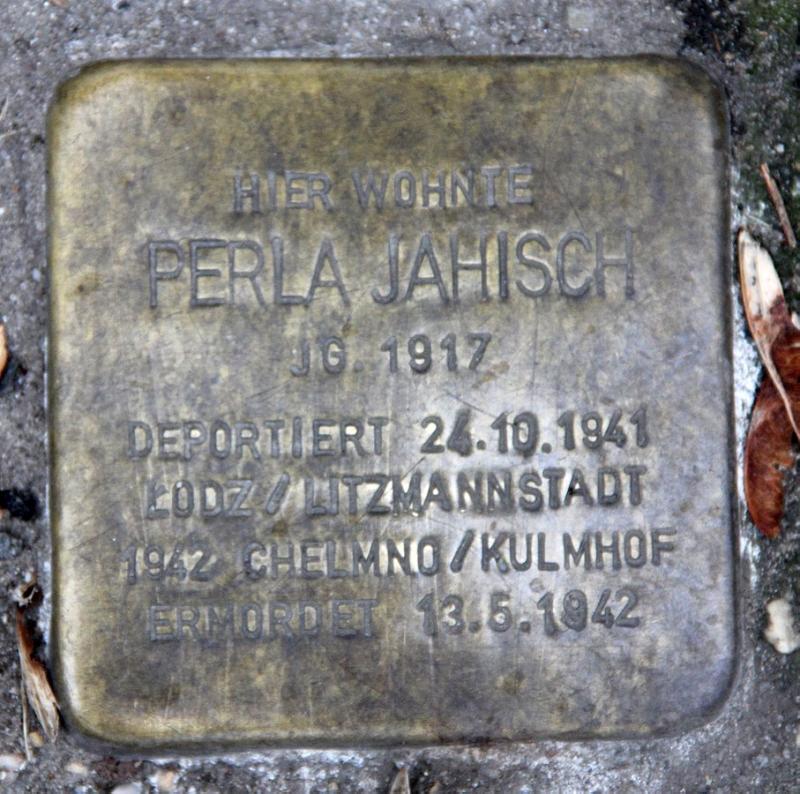 HIER WOHNTE
PERLA JAHISCH
JG. 1917
DEPORTIERT 24.10.1941
ŁODZ/LITZMANNSTADT
1942 CHELMNO/KULMHOF
ERMORDET 13.5.1942